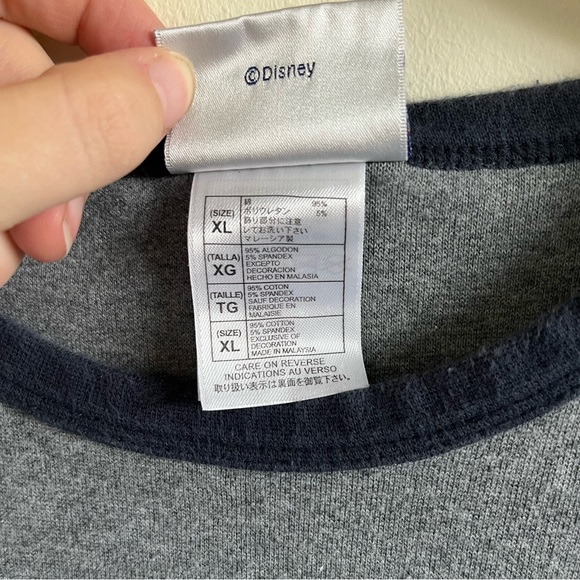 ©Disney
(SIZE)
XL
綿 95%
ポリウレタン 5%
飾り部分に注意
してお洗い下さい
マレーシア製
(TALLA)
XG
95% ALGODON
5% SPANDEX
EXCEPTO
DECORACION
HECHO EN MALASIA
(TAILLE)
TG
95% COTON
5% SPANDEX
SAUF DECORATION
FABRIQUE EN
MALAISIE
(SIZE)
XL
95% COTTON
5% SPANDEX
EXCLUSIVE OF
DECORATION
MADE IN MALAYSIA
CARE ON REVERSE
INDICATIONS AU VERSO
取り扱い表示は裏面を御覧下さい。